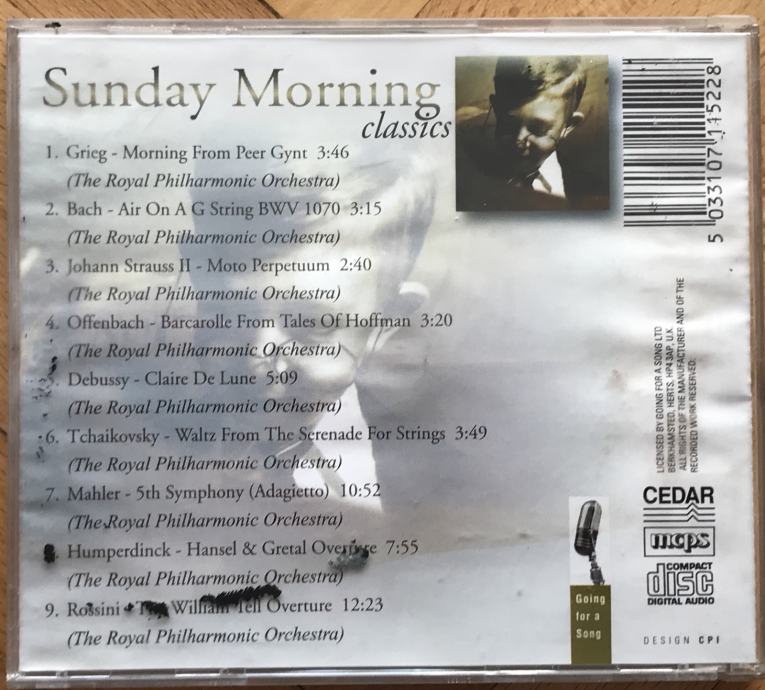 Sunday Morning
classics
1. Grieg - Morning From Peer Gynt 3:46
(The Royal Philharmonic Orchestra)
2. Bach - Air On A G String BWV 1070 3:15
(The Royal Philharmonic Orchestra)
3. Johann Strauss II - Moto Perpetuum 2:40
(The Royal Philharmonic Orchestra)
4. Offenbach - Barcarolle From Tales Of Hoffman 3:20
(The Royal Philharmonic Orchestra)
5. Debussy - Claire De Lune 5:09
(The Royal Philharmonic Orchestra)
6. Tchaikovsky - Waltz From The Serenade For Strings 3:49
(The Royal Philharmonic Orchestra)
7. Mahler - 5th Symphony (Adagietto) 10:52
(The Royal Philharmonic Orchestra)
8. Humperdinck - Hansel & Gretal Overture 7:55
(The Royal Philharmonic Orchestra)
9. Rossini - The William Tell Overture 12:23
(The Royal Philharmonic Orchestra)
5 033107 115228
LICENSED BY GOING FOR A SONG LTD
BERKHAMSTED, HERTS. HP4 3AP, U.K.
ALL RIGHTS OF THE MANUFACTURER AND OF THE
RECORDED WORK RESERVED.
CEDAR
mcps
COMPACT
disc
DIGITAL AUDIO
Going
for a
Song
DESIGN CPI